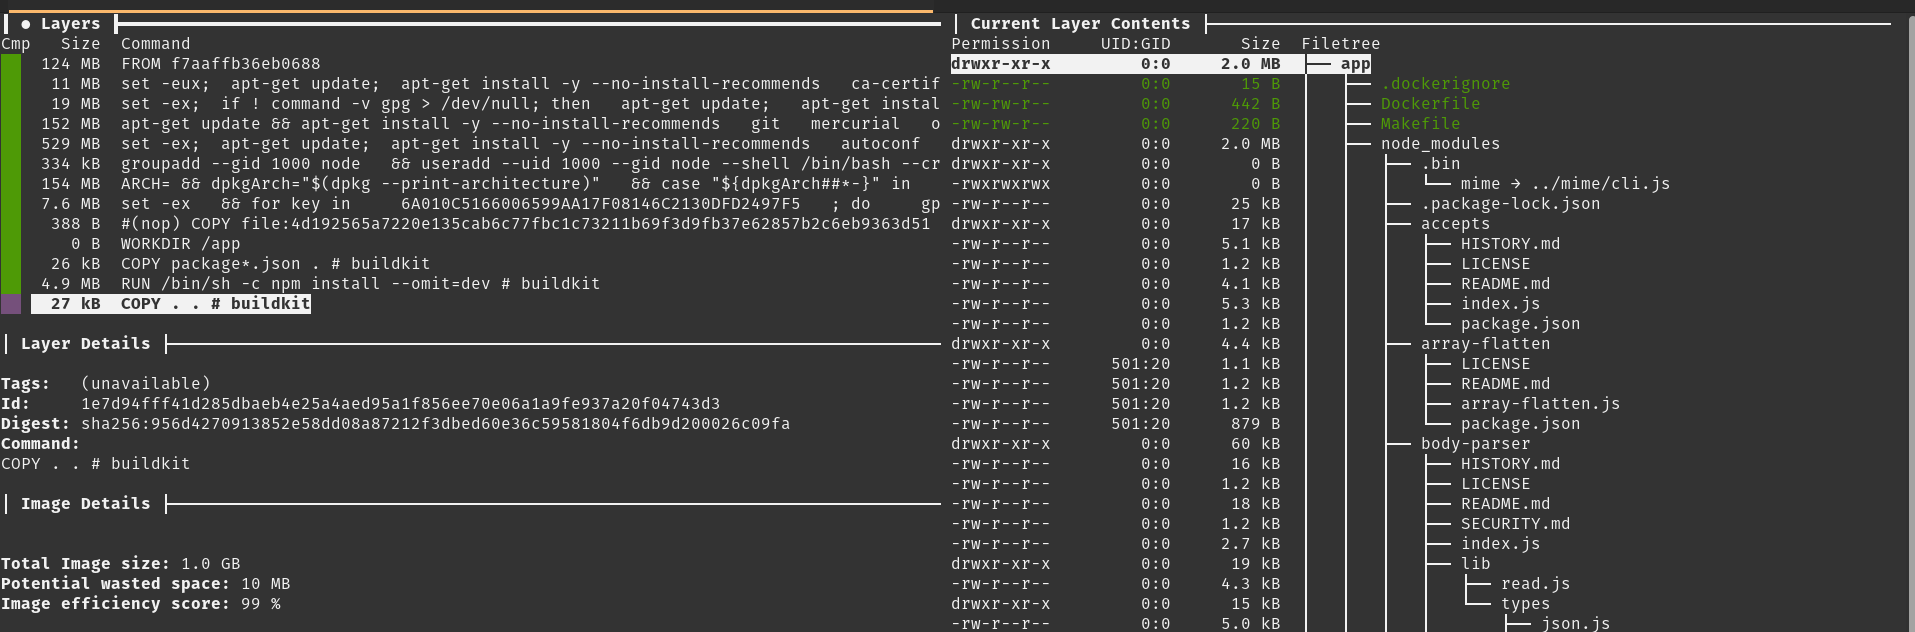 ● Layers
Cmp Size Command
124 MB FROM f7aaffb36eb0688
11 MB set -eux; apt-get update; apt-get install -y --no-install-recommends ca-certif
19 MB set -ex; if ! command -v gpg > /dev/null; then apt-get update; apt-get instal
152 MB apt-get update && apt-get install -y --no-install-recommends git mercurial o
529 MB set -ex; apt-get update; apt-get install -y --no-install-recommends autoconf
334 kB groupadd --gid 1000 node && useradd --uid 1000 --gid node --shell /bin/bash --cr
154 MB ARCH= && dpkgArch="$(dpkg --print-architecture)" && case "${dpkgArch##*-}" in
7.6 MB set -ex && for key in 6A010C5166006599AA17F08146C2130DFD2497F5 ; do gp
388 B #(nop) COPY file:4d192565a7220e135cab6c77fbc1c73211b69f3d9fb37e62857b2c6eb9363d51
0 B WORKDIR /app
26 kB COPY package*.json . # buildkit
4.9 MB RUN /bin/sh -c npm install --omit=dev # buildkit
27 kB COPY . . # buildkit
Layer Details
Tags: (unavailable)
Id: 1e7d94fff41d285dbaeb4e25a4aed95a1f856ee70e06a1a9fe937a20f04743d3
Digest: sha256:956d4270913852e58dd08a87212f3dbed60e36c59581804f6db9d200026c09fa
Command:
COPY . . # buildkit
Image Details
Total Image size: 1.0 GB
Potential wasted space: 10 MB
Image efficiency score: 99 %
Current Layer Contents
Permission UID:GID Size Filetree
drwxr-xr-x 0:0 2.0 MB app
-rw-r--r-- 0:0 15 B .dockerignore
-rw-rw-r-- 0:0 442 B Dockerfile
-rw-rw-r-- 0:0 220 B Makefile
drwxr-xr-x 0:0 2.0 MB node_modules
drwxr-xr-x 0:0 0 B .bin
-rwxrwxrwx 0:0 0 B mime → ../mime/cli.js
-rw-r--r-- 0:0 25 kB .package-lock.json
drwxr-xr-x 0:0 17 kB accepts
-rw-r--r-- 0:0 5.1 kB HISTORY.md
-rw-r--r-- 0:0 1.2 kB LICENSE
-rw-r--r-- 0:0 4.1 kB README.md
-rw-r--r-- 0:0 5.3 kB index.js
-rw-r--r-- 0:0 1.2 kB package.json
drwxr-xr-x 0:0 4.4 kB array-flatten
-rw-r--r-- 501:20 1.1 kB LICENSE
-rw-r--r-- 501:20 1.2 kB README.md
-rw-r--r-- 501:20 1.2 kB array-flatten.js
-rw-r--r-- 501:20 879 B package.json
drwxr-xr-x 0:0 60 kB body-parser
-rw-r--r-- 0:0 16 kB HISTORY.md
-rw-r--r-- 0:0 1.2 kB LICENSE
-rw-r--r-- 0:0 18 kB README.md
-rw-r--r-- 0:0 1.2 kB SECURITY.md
-rw-r--r-- 0:0 2.7 kB index.js
drwxr-xr-x 0:0 19 kB lib
-rw-r--r-- 0:0 4.3 kB read.js
drwxr-xr-x 0:0 15 kB types
-rw-r--r-- 0:0 5.0 kB json.js